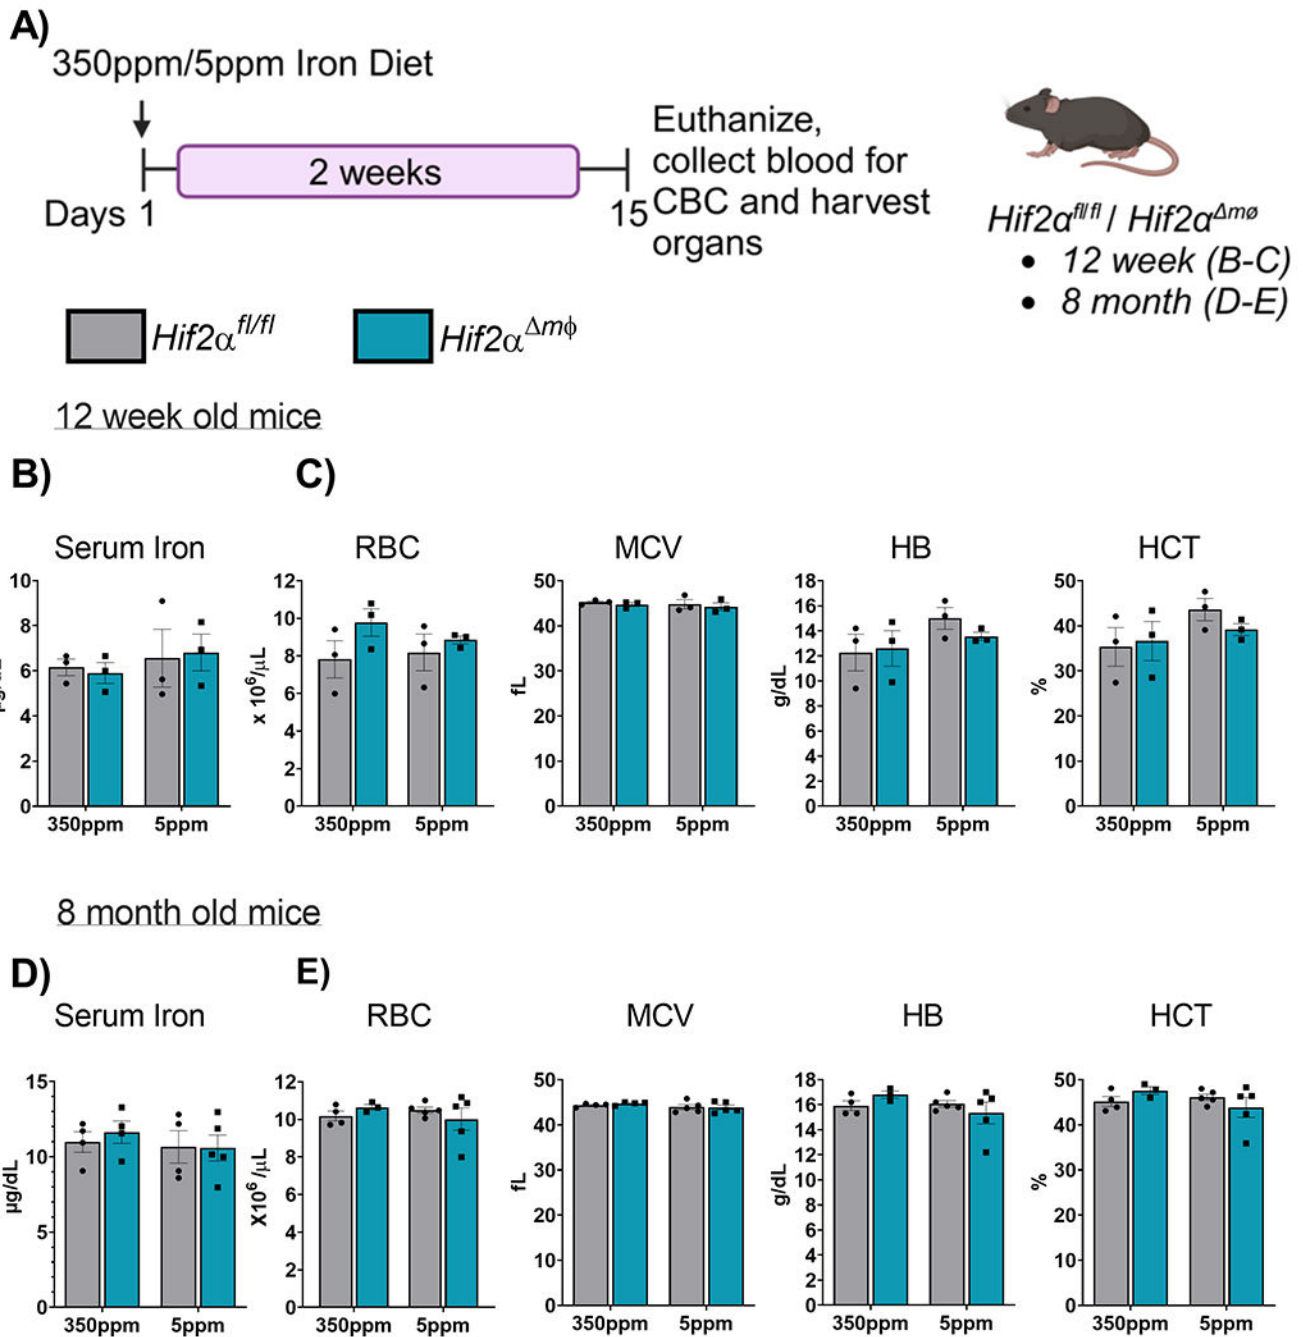 A)
350ppm/5ppm Iron Diet
2 weeks
Days 1
15
Euthanize,
collect blood for
CBC and harvest
organs
Hif2α^fl/fl / Hif2α^Δmø
• 12 week (B-C)
• 8 month (D-E)
Hif2α^fl/fl
Hif2α^Δmϕ
12 week old mice
B)
C)
Serum Iron
RBC
MCV
HB
HCT
10
8
6
4
2
0
350ppm
5ppm
x 10⁶/µL
12
10
8
6
4
2
0
350ppm
5ppm
fL
50
40
30
20
10
0
350ppm
5ppm
g/dL
18
16
14
12
10
8
6
4
2
0
350ppm
5ppm
%
50
40
30
20
10
0
350ppm
5ppm
8 month old mice
D)
E)
Serum Iron
RBC
MCV
HB
HCT
µg/dL
15
10
5
0
350ppm
5ppm
X10⁶/µL
12
10
8
6
4
2
0
350ppm
5ppm
fL
50
40
30
20
10
0
350ppm
5ppm
g/dL
18
16
14
12
10
8
6
4
2
0
350ppm
5ppm
%
50
40
30
20
10
0
350ppm
5ppm